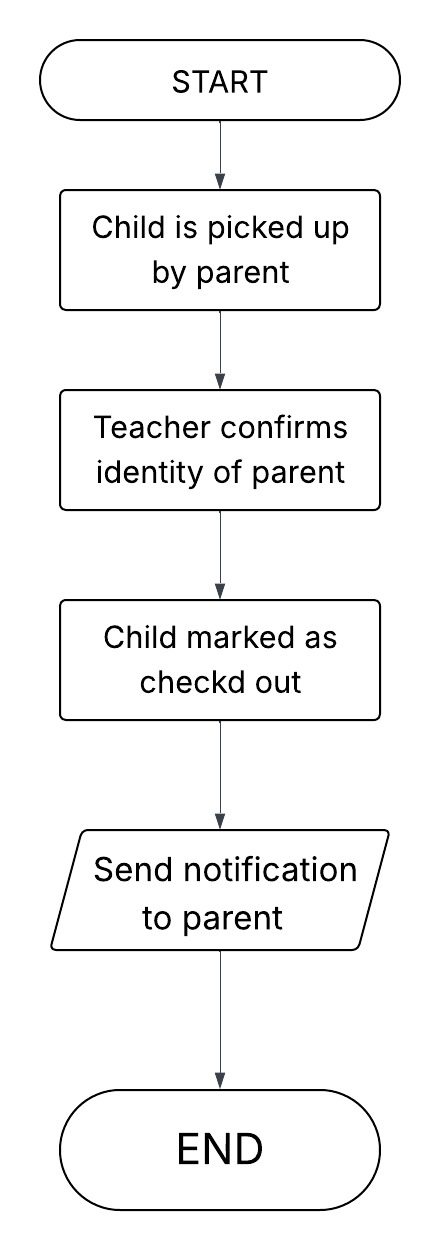 START
Child is picked up
by parent
Teacher confirms
identity of parent
Child marked as
checkd out
Send notification
to parent
END